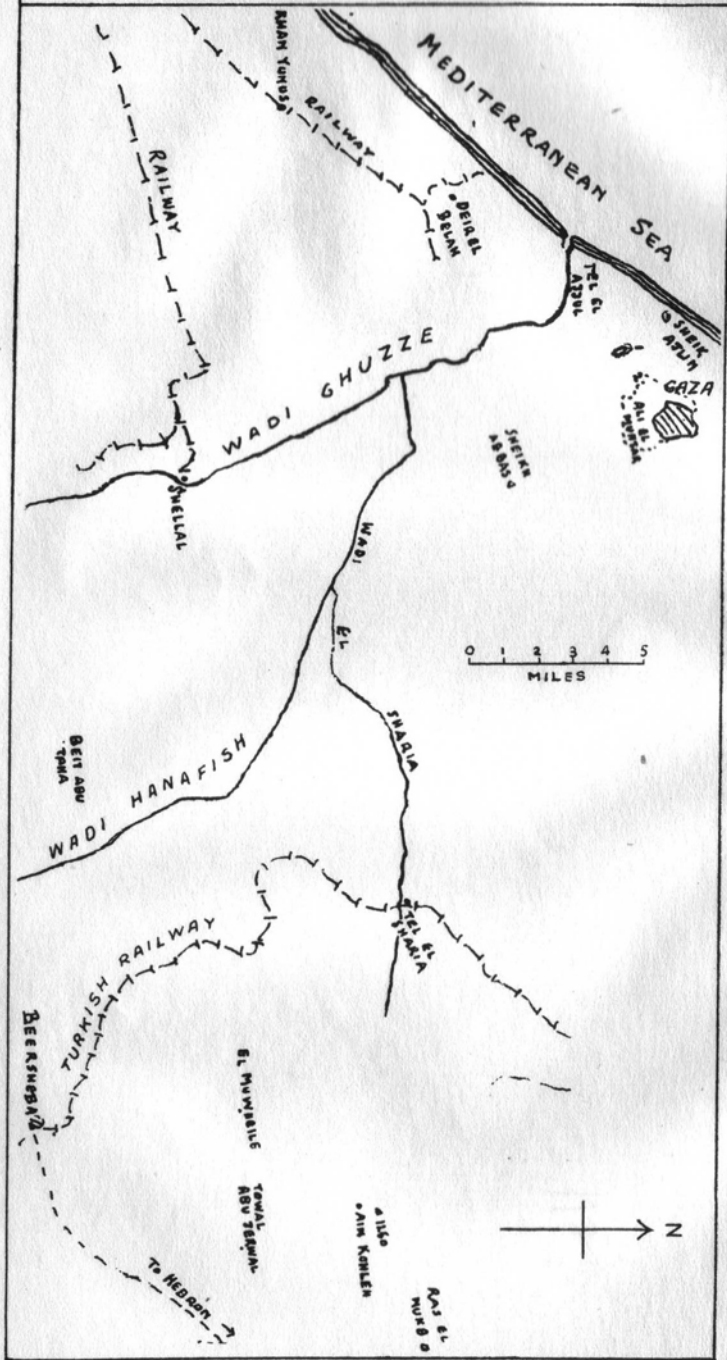 MEDITERRANEAN SEA
KHAN YUNUS
RAILWAY
DEIR EL
BELAH
RAILWAY
TEL EL
AJJUL
SHEIK
AJLIN
GAZA
ALI EL
MUNTAR
WADI GHUZZE
SHEIKH
ABBAS
SHELLAL
WADI EL SHARIA
0 1 2 3 4 5
MILES
BEIT ABU
TAHA
WADI HANAFISH
TEL EL
SHARIA
TURKISH RAILWAY
BEERSHEBA
EL MUWEILE
TOWAL
ABU JERWAL
1160
AIN KOHLEH
RAS EL
N
TO HEBRON